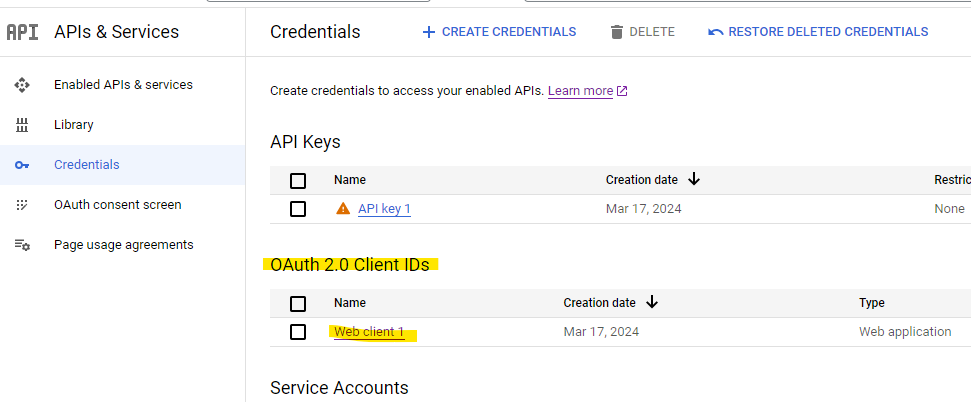 API APIs & Services
Credentials
CREATE CREDENTIALS
DELETE
RESTORE DELETED CREDENTIALS
Enabled APIs & services
Library
Credentials
OAuth consent screen
Page usage agreements
Create credentials to access your enabled APIs. Learn more
API Keys
Name Creation date Restric
API key 1 Mar 17, 2024 None
OAuth 2.0 Client IDs
Name Creation date Type
Web client 1 Mar 17, 2024 Web application
Service Accounts